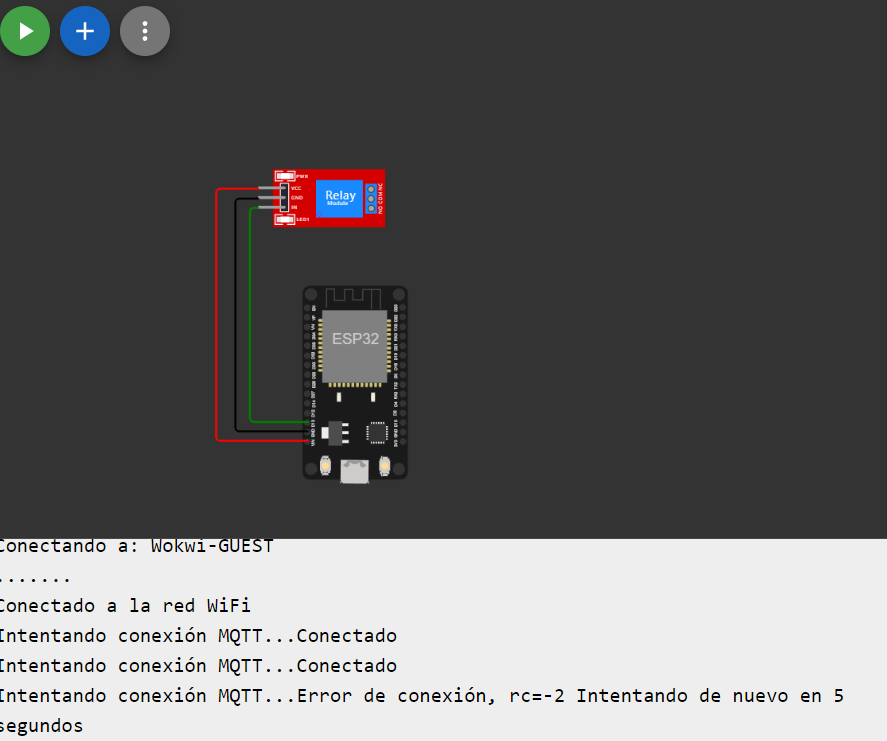 PWR
VCC
GND
IN
LED1
Relay
Module
NO COM NC
ESP32
Conectando a: Wokwi-GUEST
.......
Conectado a la red WiFi
Intentando conexión MQTT...Conectado
Intentando conexión MQTT...Conectado
Intentando conexión MQTT...Error de conexión, rc=-2 Intentando de nuevo en 5
segundos